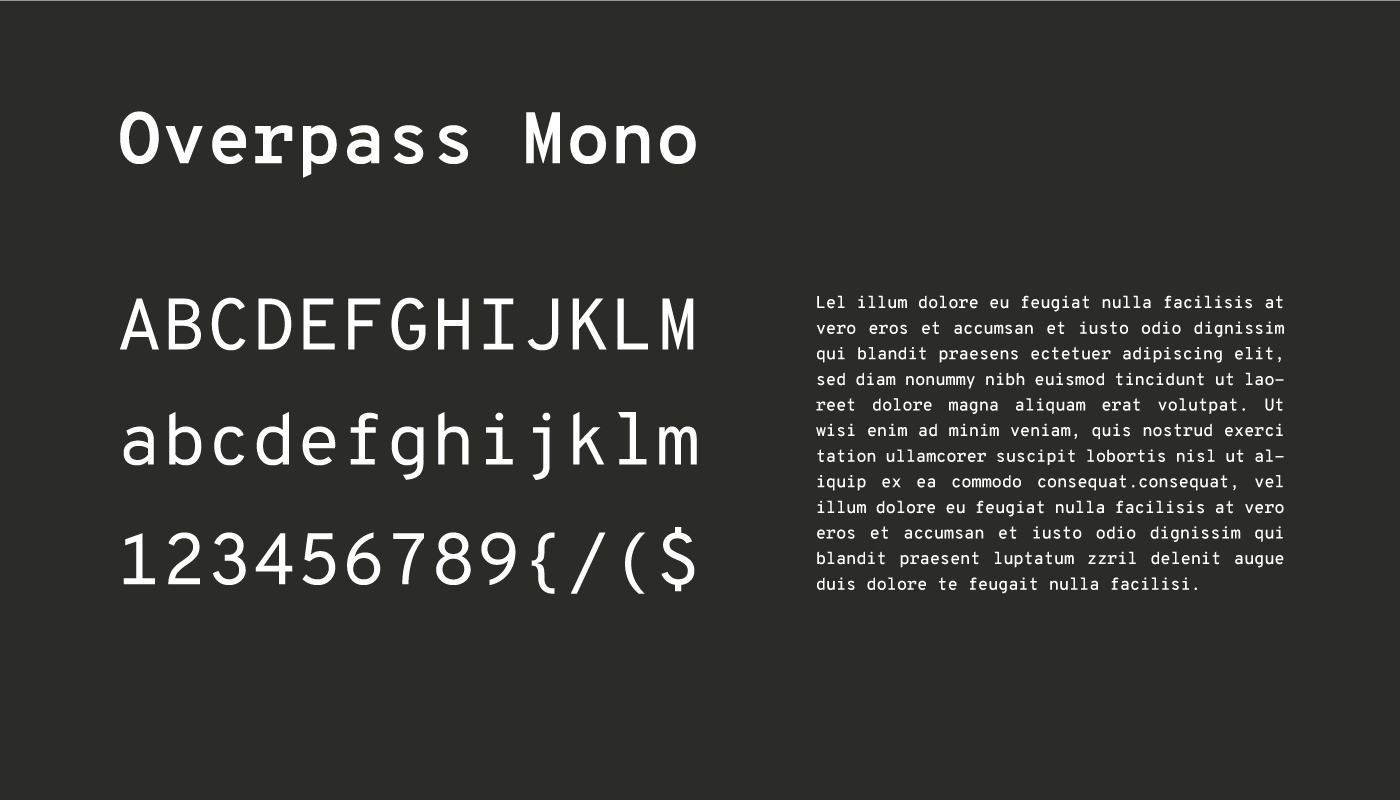 Overpass Mono
ABCDEFGHIJKLM
abcdefghijklm
123456789{/($
Lel illum dolore eu feugiat nulla facilisis at
vero eros et accumsan et iusto odio dignissim
qui blandit praesens ectetuer adipiscing elit,
sed diam nonummy nibh euismod tincidunt ut lao-
reet dolore magna aliquam erat volutpat. Ut
wisi enim ad minim veniam, quis nostrud exerci
tation ullamcorer suscipit lobortis nisl ut al-
iquip ex ea commodo consequat.consequat, vel
illum dolore eu feugiat nulla facilisis at vero
eros et accumsan et iusto odio dignissim qui
blandit praesent luptatum zzril delenit augue
duis dolore te feugait nulla facilisi.